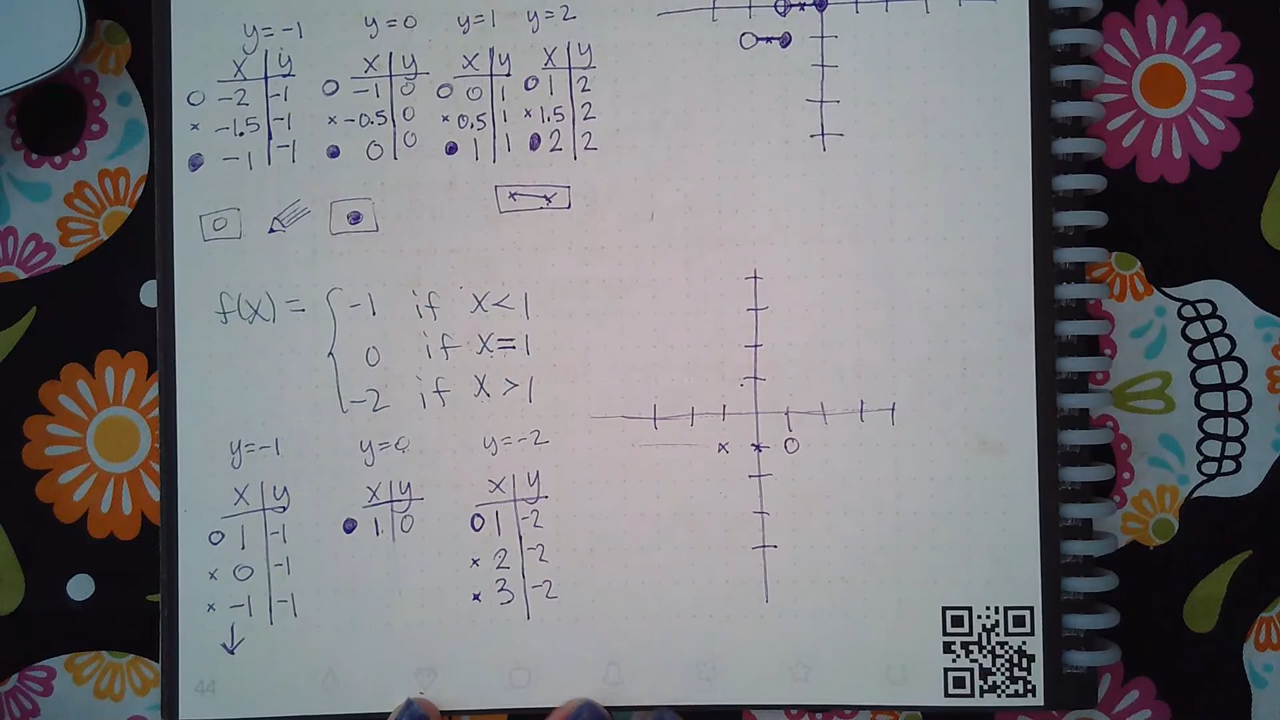 y=-1 y=0 y=1 y=2
x y x y x y x y
-2 -1 -1 0 0 1 1 2
-1.5 -1 -0.5 0 0.5 1 1.5 2
-1 -1 0 0 1 1 2 2
f(x) = { -1 if x<1
0 if x=1
-2 if x>1
y=-1 y=0 y=-2
x y x y x y
1 -1 1 0 1 -2
0 -1 2 -2
-1 -1 3 -2
44